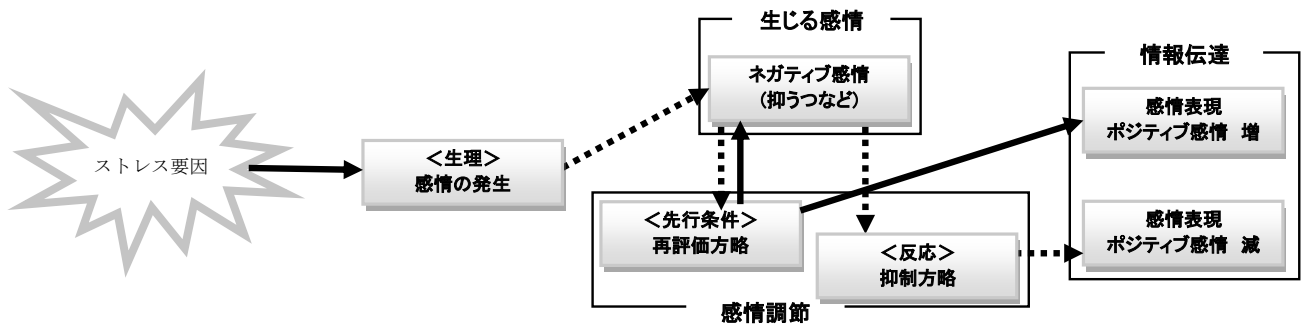 ストレス要因
＜生理＞
感情の発生
生じる感情
ネガティブ感情
(抑うつなど)
＜先行条件＞
再評価方略
＜反応＞
抑制方略
感情調節
情報伝達
感情表現
ポジティブ感情　増
感情表現
ポジティブ感情　減